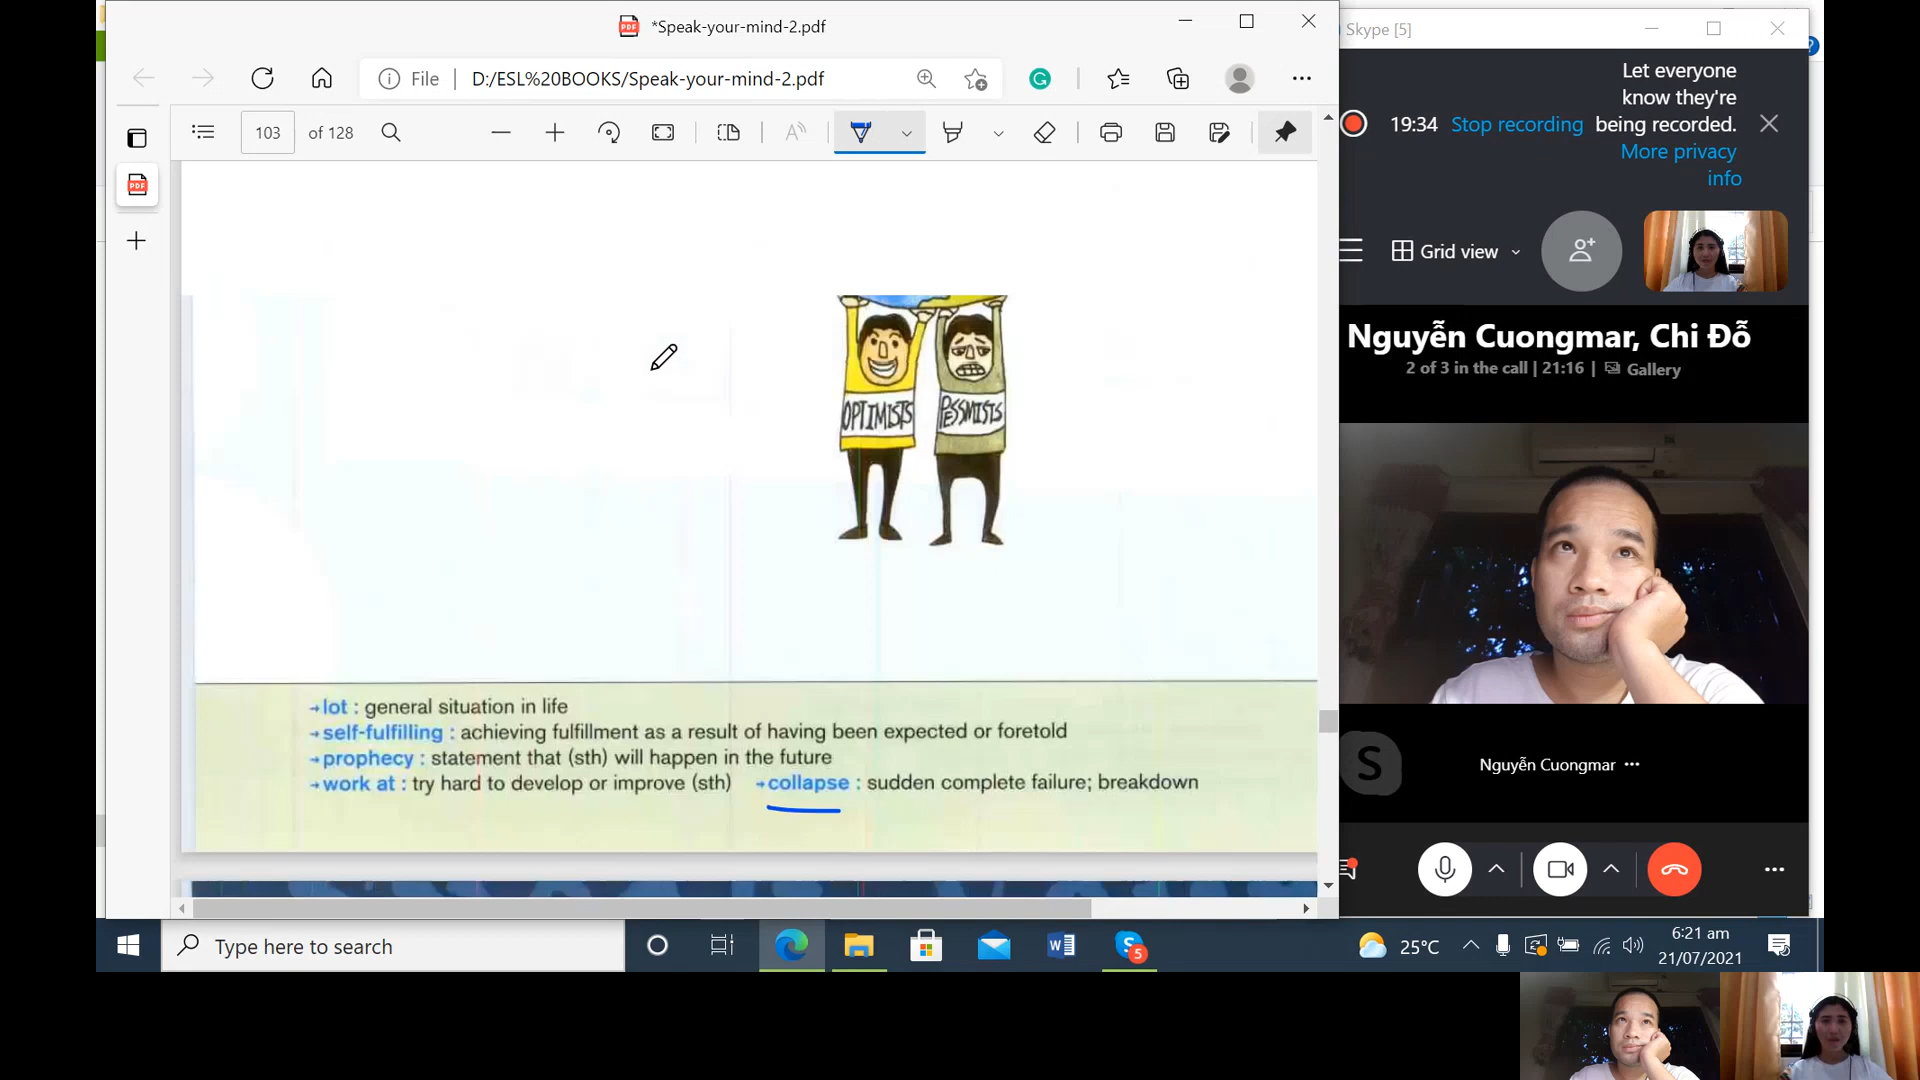 *Speak-your-mind-2.pdf
File
D:/ESL%20BOOKS/Speak-your-mind-2.pdf
103 of 128
OPTIMISTS
PESSMISTS
→lot : general situation in life
→self-fulfilling : achieving fulfillment as a result of having been expected or foretold
→prophecy : statement that (sth) will happen in the future
→work at : try hard to develop or improve (sth) →collapse : sudden complete failure; breakdown
Skype [5]
19:34 Stop recording
Let everyone
know they're
being recorded.
More privacy
info
Grid view
Nguyễn Cuongmar, Chi Đỗ
2 of 3 in the call | 21:16 | Gallery
S
Nguyễn Cuongmar
Type here to search
5
25°C
6:21 am
21/07/2021